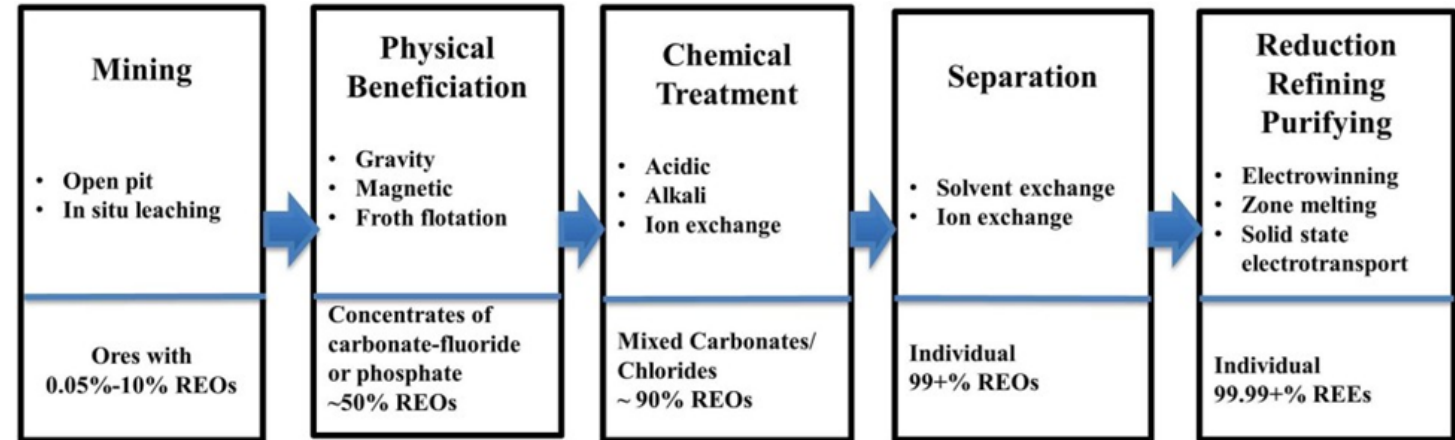 Mining
• Open pit
• In situ leaching
Ores with
0.05%-10% REOs
Physical
Beneficiation
• Gravity
• Magnetic
• Froth flotation
Concentrates of
carbonate-fluoride
or phosphate
~50% REOs
Chemical
Treatment
• Acidic
• Alkali
• Ion exchange
Mixed Carbonates/
Chlorides
~ 90% REOs
Separation
• Solvent exchange
• Ion exchange
Individual
99+% REOs
Reduction
Refining
Purifying
• Electrowinning
• Zone melting
• Solid state
electrotransport
Individual
99.99+% REEs